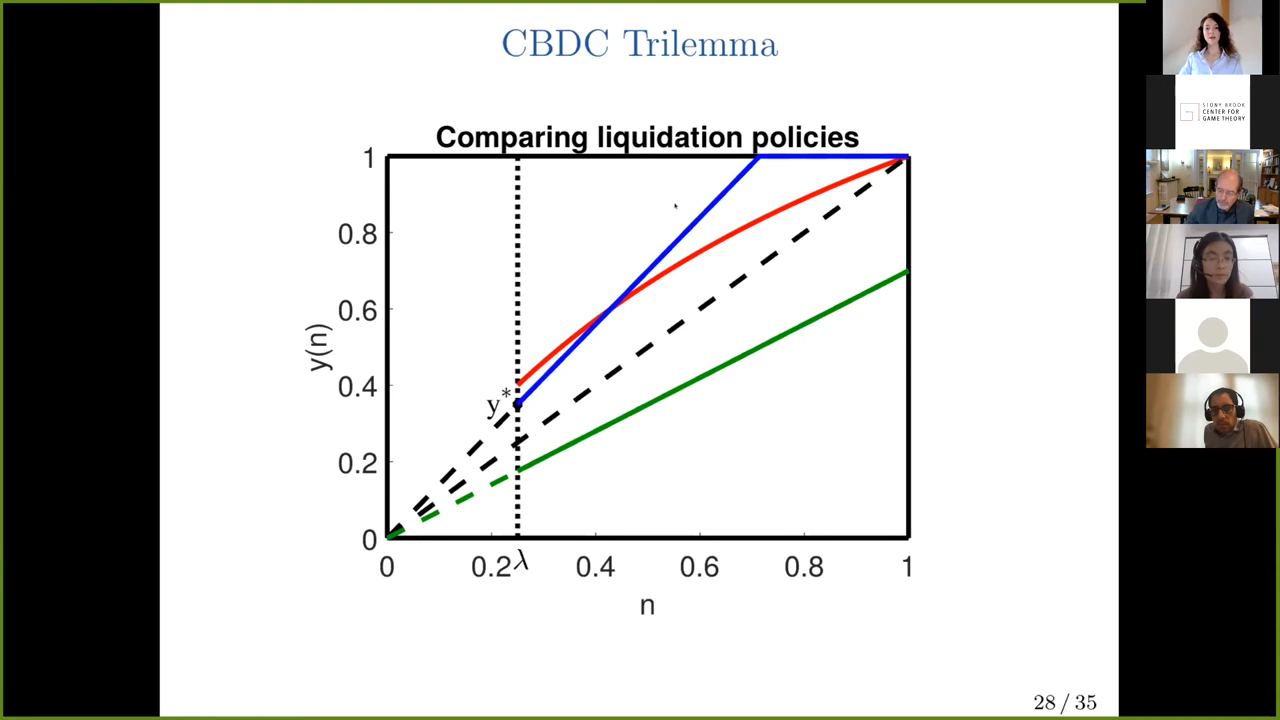 CBDC Trilemma
Comparing liquidation policies
1
0.8
0.6
0.4
0.2
0
y(n)
y*
0
0.2
λ
0.4
0.6
0.8
1
n
28 / 35
STONY BROOK
CENTER FOR
GAME THEORY